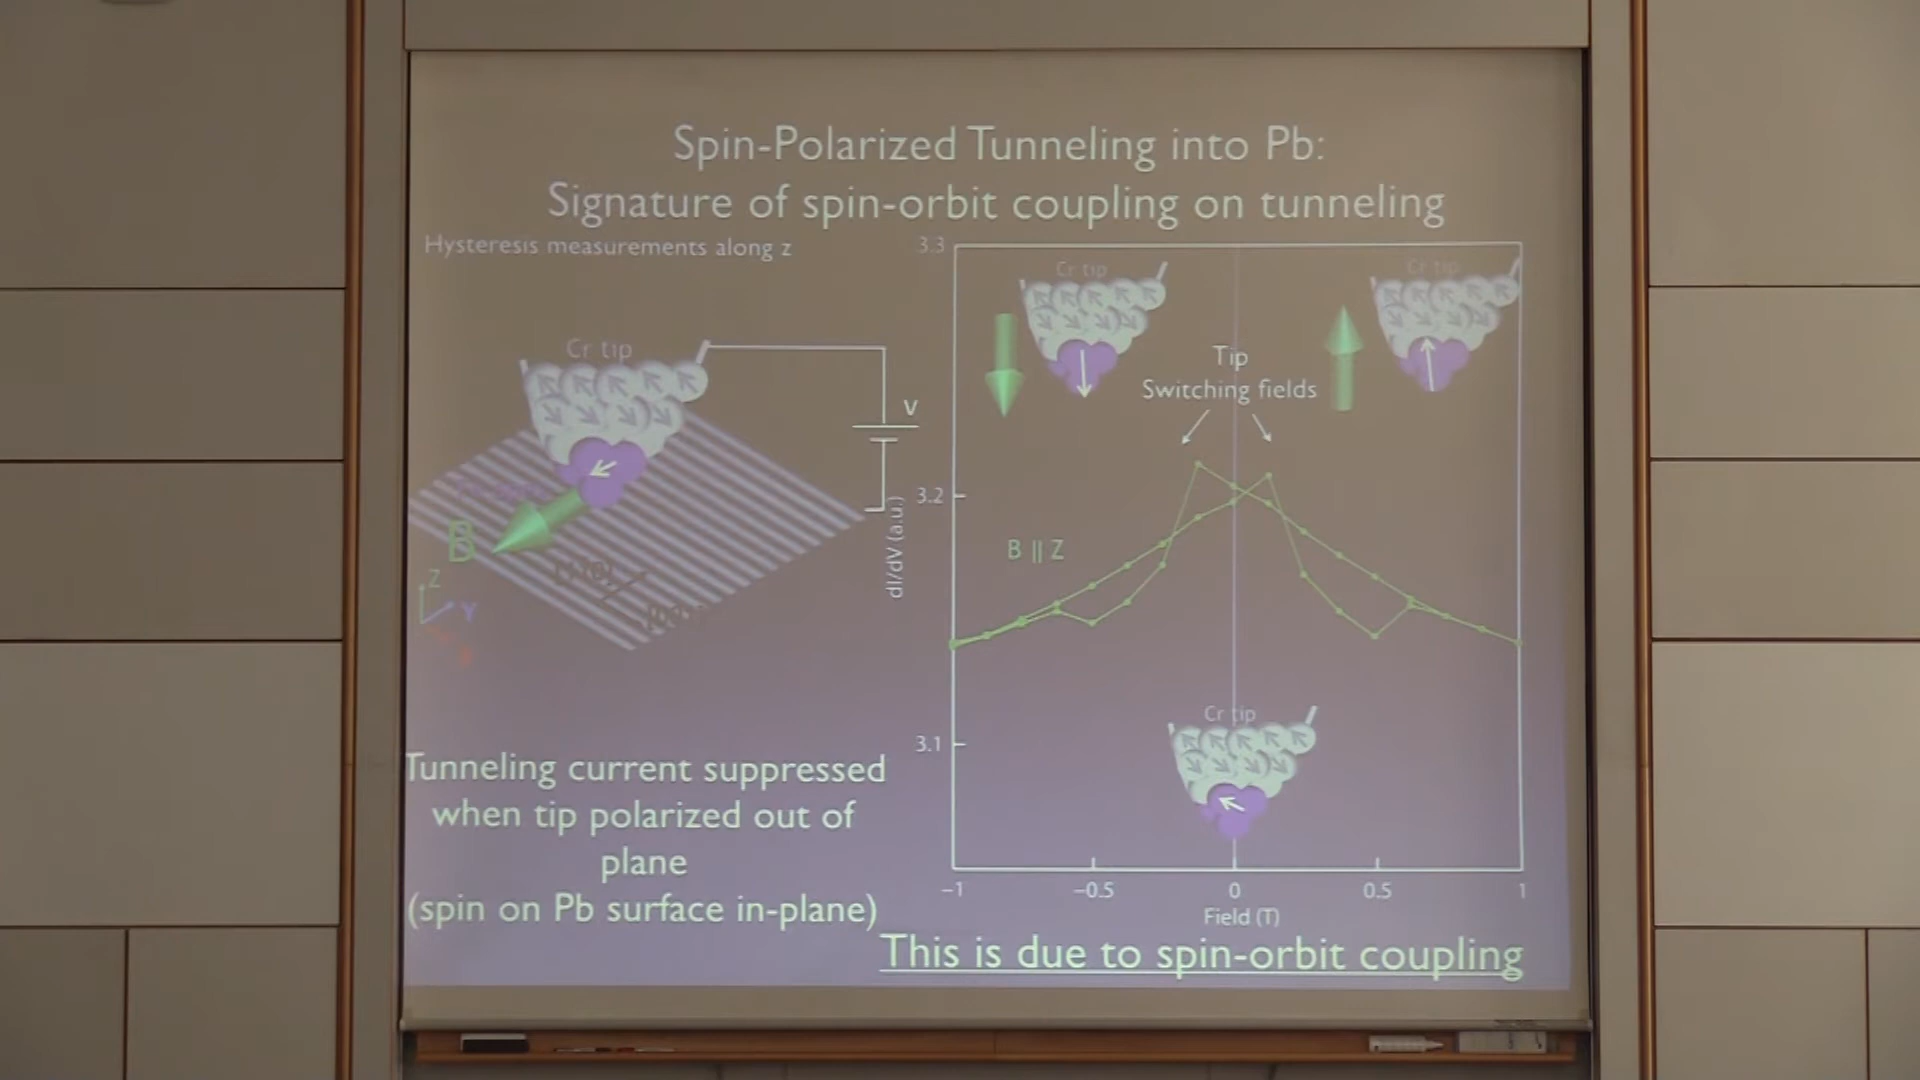 Spin-Polarized Tunneling into Pb:
Signature of spin-orbit coupling on tunneling
Hysteresis measurements along z
Cr tip
V
B
Z
Y
X
3.3
3.2
3.1
dI/dV (a.u.)
Cr tip
Cr tip
Tip
Switching fields
B || Z
Cr tip
−1
−0.5
0
0.5
1
Field (T)
Tunneling current suppressed
when tip polarized out of
plane
(spin on Pb surface in-plane)
This is due to spin-orbit coupling